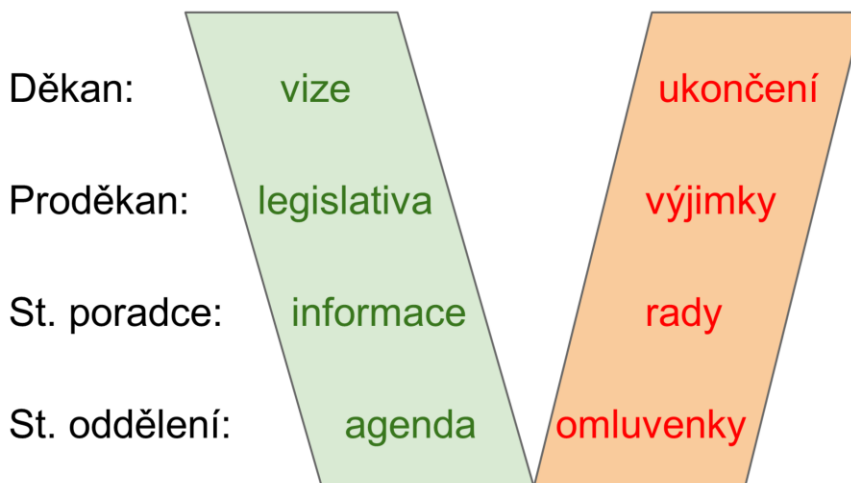 Děkan: vize ukončení
Proděkan: legislativa výjimky
St. poradce: informace rady
St. oddělení: agenda omluvenky